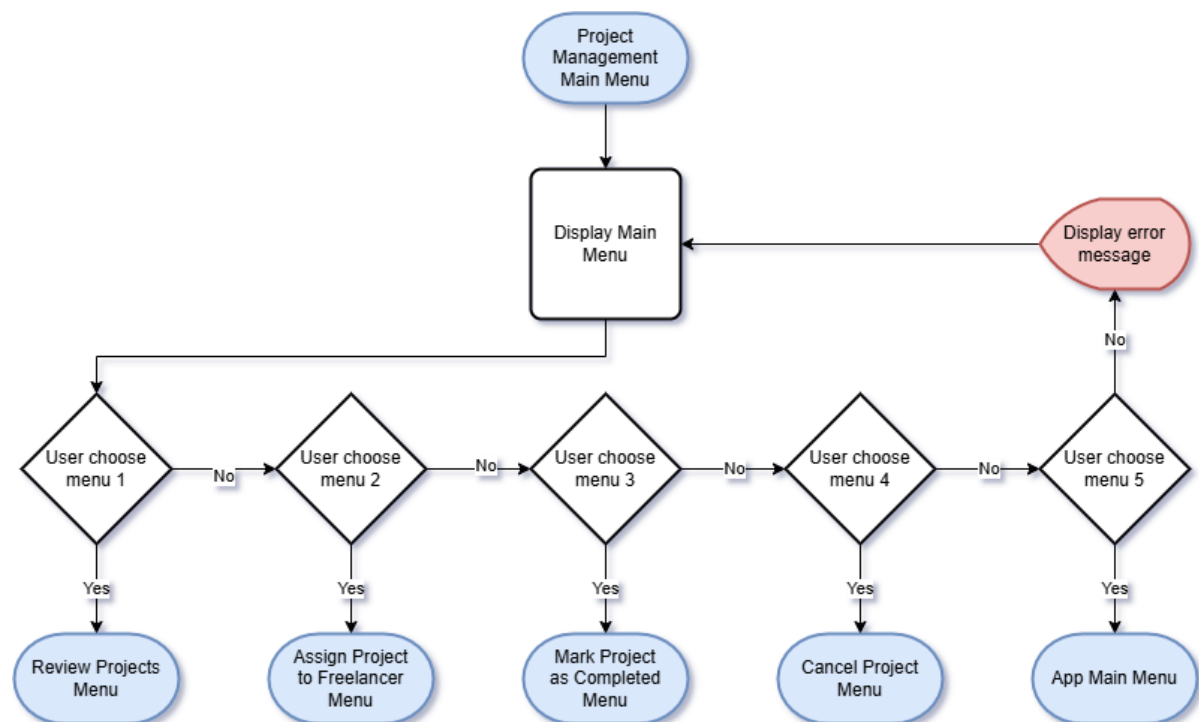 Project
Management
Main Menu
Display Main
Menu
Display error
message
No
User choose
menu 1
No
User choose
menu 2
No
User choose
menu 3
No
User choose
menu 4
No
User choose
menu 5
Yes
Yes
Yes
Yes
Yes
Review Projects
Menu
Assign Project
to Freelancer
Menu
Mark Project
as Completed
Menu
Cancel Project
Menu
App Main Menu